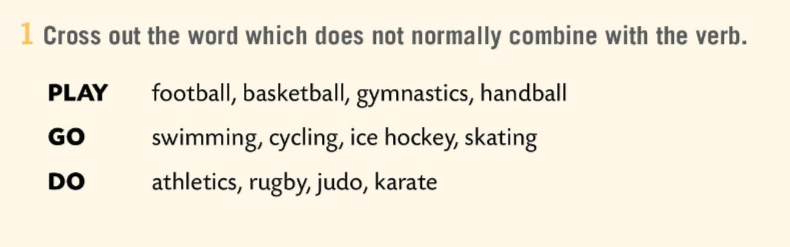 1 Cross out the word which does not normally combine with the verb.
PLAY football, basketball, gymnastics, handball
GO swimming, cycling, ice hockey, skating
DO athletics, rugby, judo, karate